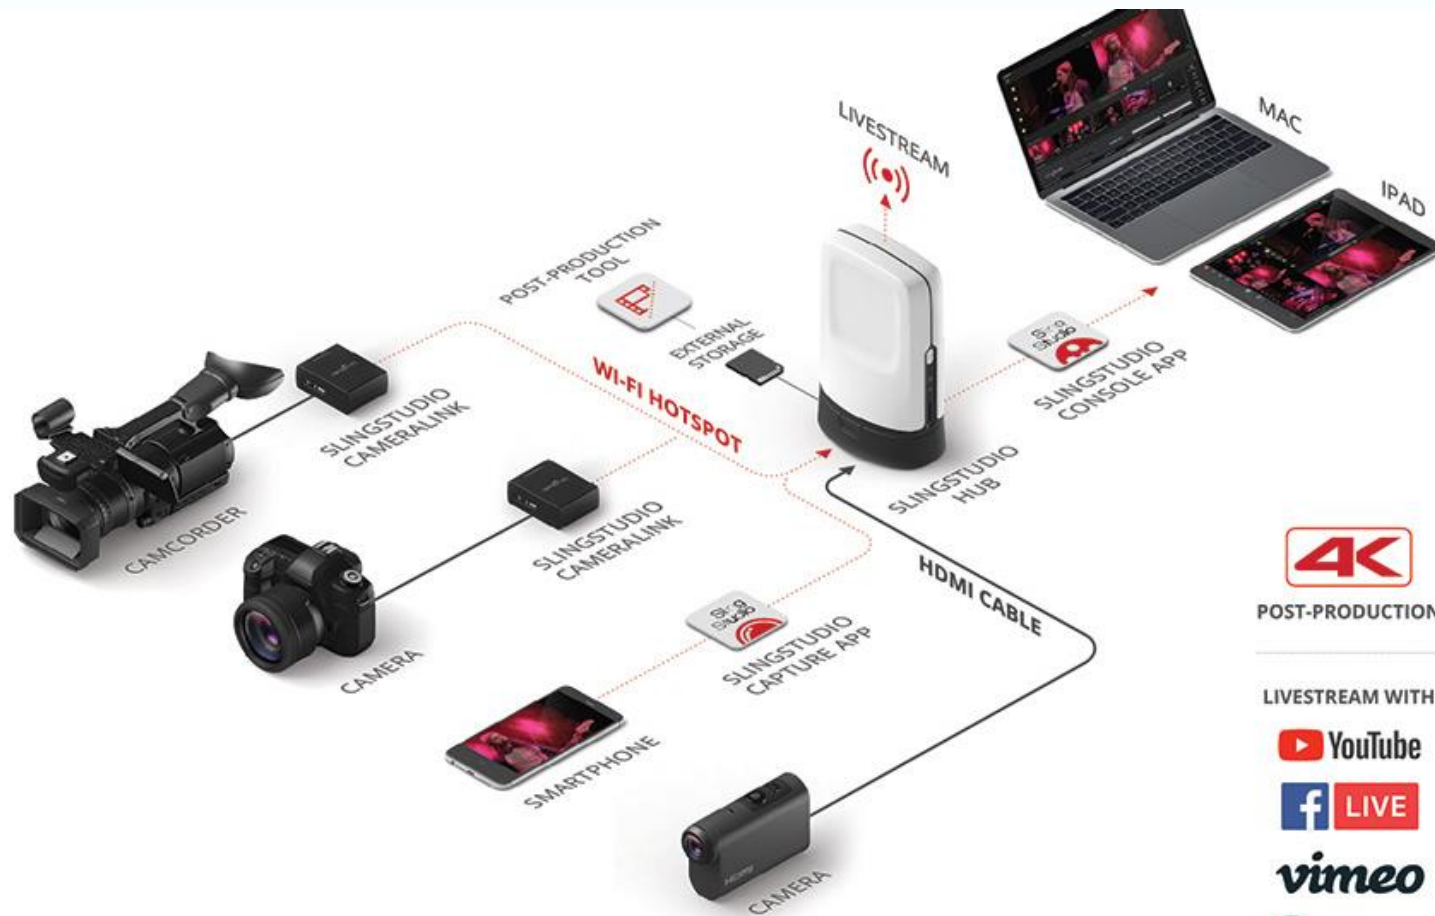 LIVESTREAM
MAC
IPAD
POST-PRODUCTION
TOOL
EXTERNAL
STORAGE
WI-FI HOTSPOT
SLINGSTUDIO
CONSOLE APP
SLINGSTUDIO
CAMERALINK
SLINGSTUDIO
HUB
CAMCORDER
SLINGSTUDIO
CAMERALINK
HDMI CABLE
4K
POST-PRODUCTION
CAMERA
SLINGSTUDIO
CAPTURE APP
SMARTPHONE
CAMERA
LIVESTREAM WITH
YouTube
f LIVE
vimeo